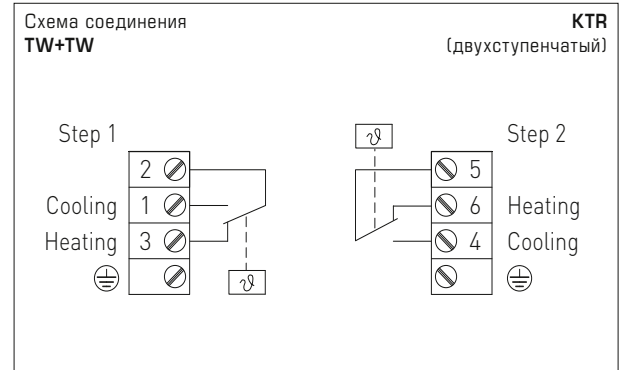 Схема соединения
TW+TW
KTR
(двухступенчатый)
Step 1
2
Cooling 1
Heating 3
ϑ
ϑ
Step 2
5
6 Heating
4 Cooling